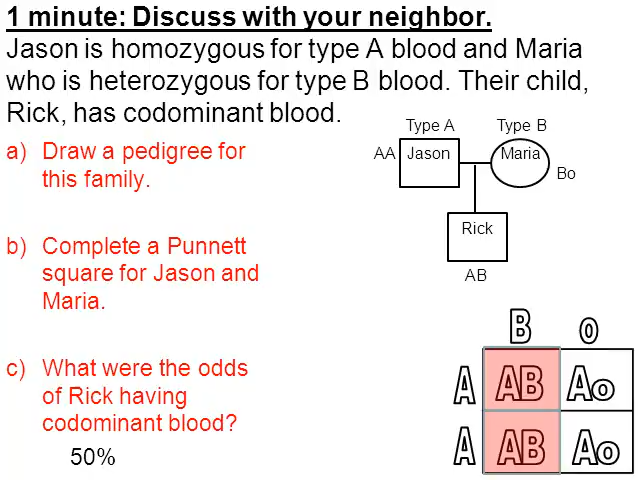 1 minute: Discuss with your neighbor.
Jason is homozygous for type A blood and Maria
who is heterozygous for type B blood. Their child,
Rick, has codominant blood.
a) Draw a pedigree for
this family.
b) Complete a Punnett
square for Jason and
Maria.
c) What were the odds
of Rick having
codominant blood?
50%
Type A Type B
AA Jason Maria
Bo
Rick
AB
B o
A AB Ao
A AB Ao